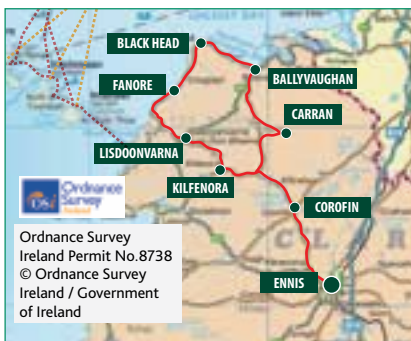 BLACK HEAD
BALLYVAUGHAN
FANORE
CARRAN
LISDOONVARNA
KILFENORA
COROFIN
ENNIS
Ordnance
Survey
Ireland
Ordnance Survey
Ireland Permit No.8738
© Ordnance Survey
Ireland / Government
of Ireland